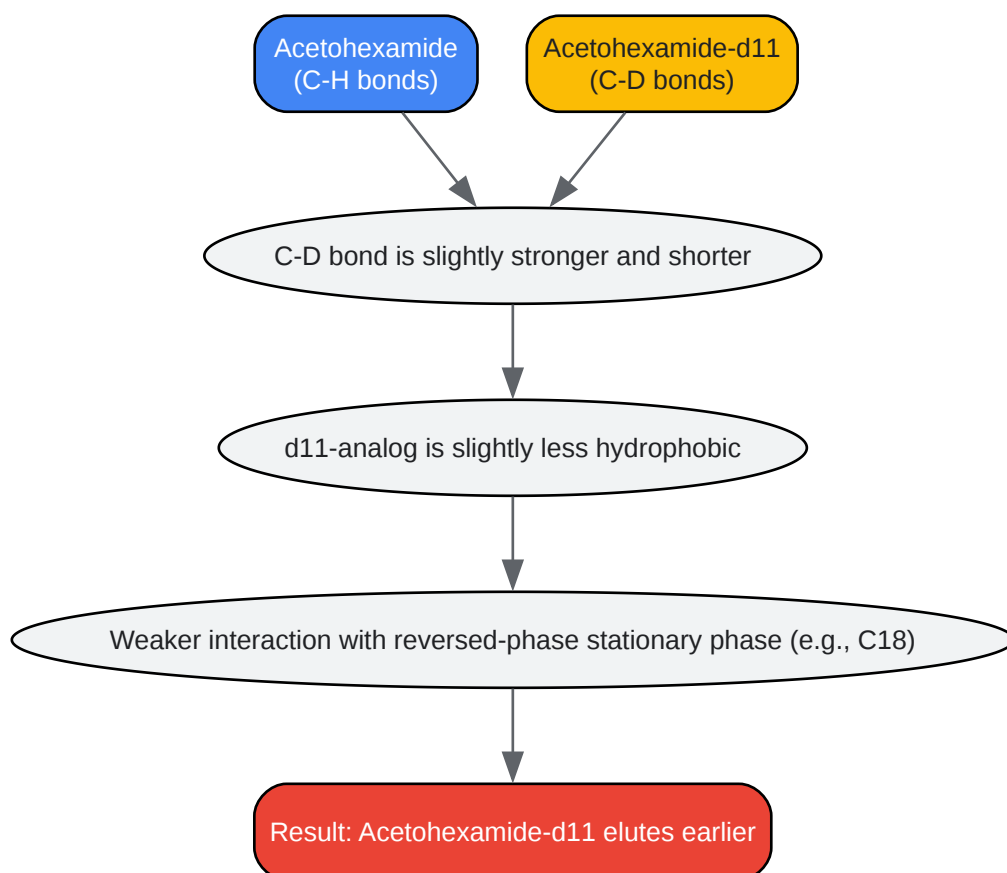 Acetohexamide
(C-H bonds)
Acetohexamide-d11
(C-D bonds)
C-D bond is slightly stronger and shorter
d11-analog is slightly less hydrophobic
Weaker interaction with reversed-phase stationary phase (e.g., C18)
Result: Acetohexamide-d11 elutes earlier